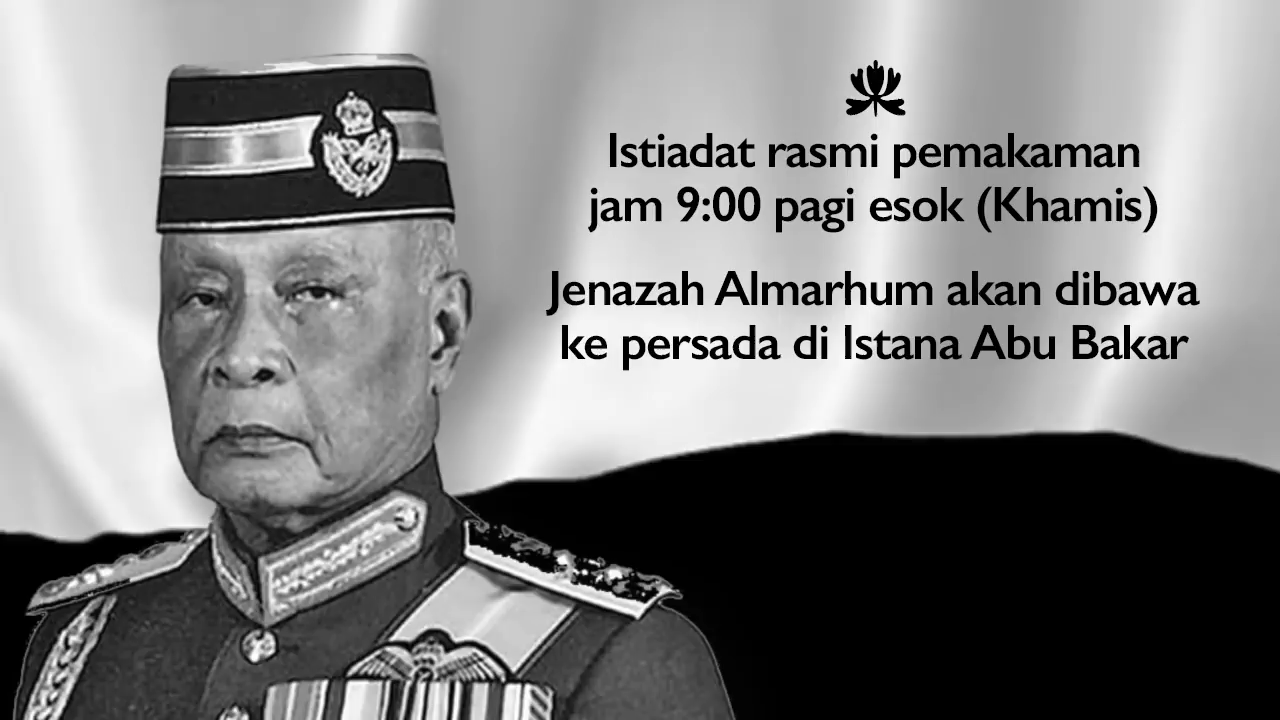 Istiadat rasmi pemakaman
jam 9:00 pagi esok (Khamis)
Jenazah Almarhum akan dibawa
ke persada di Istana Abu Bakar